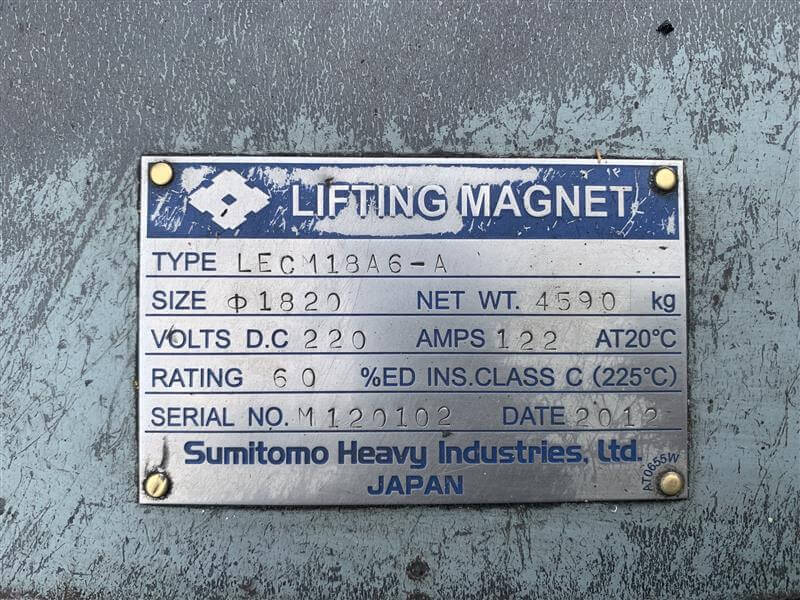 LIFTING MAGNET
TYPE LECM18A6-A
SIZE Φ1820 NET WT. 4590 kg
VOLTS D.C 220 AMPS 122 AT20°C
RATING 60 %ED INS.CLASS C (225°C)
SERIAL NO. M120102 DATE 2012
Sumitomo Heavy Industries, Ltd.
JAPAN
AT0655W